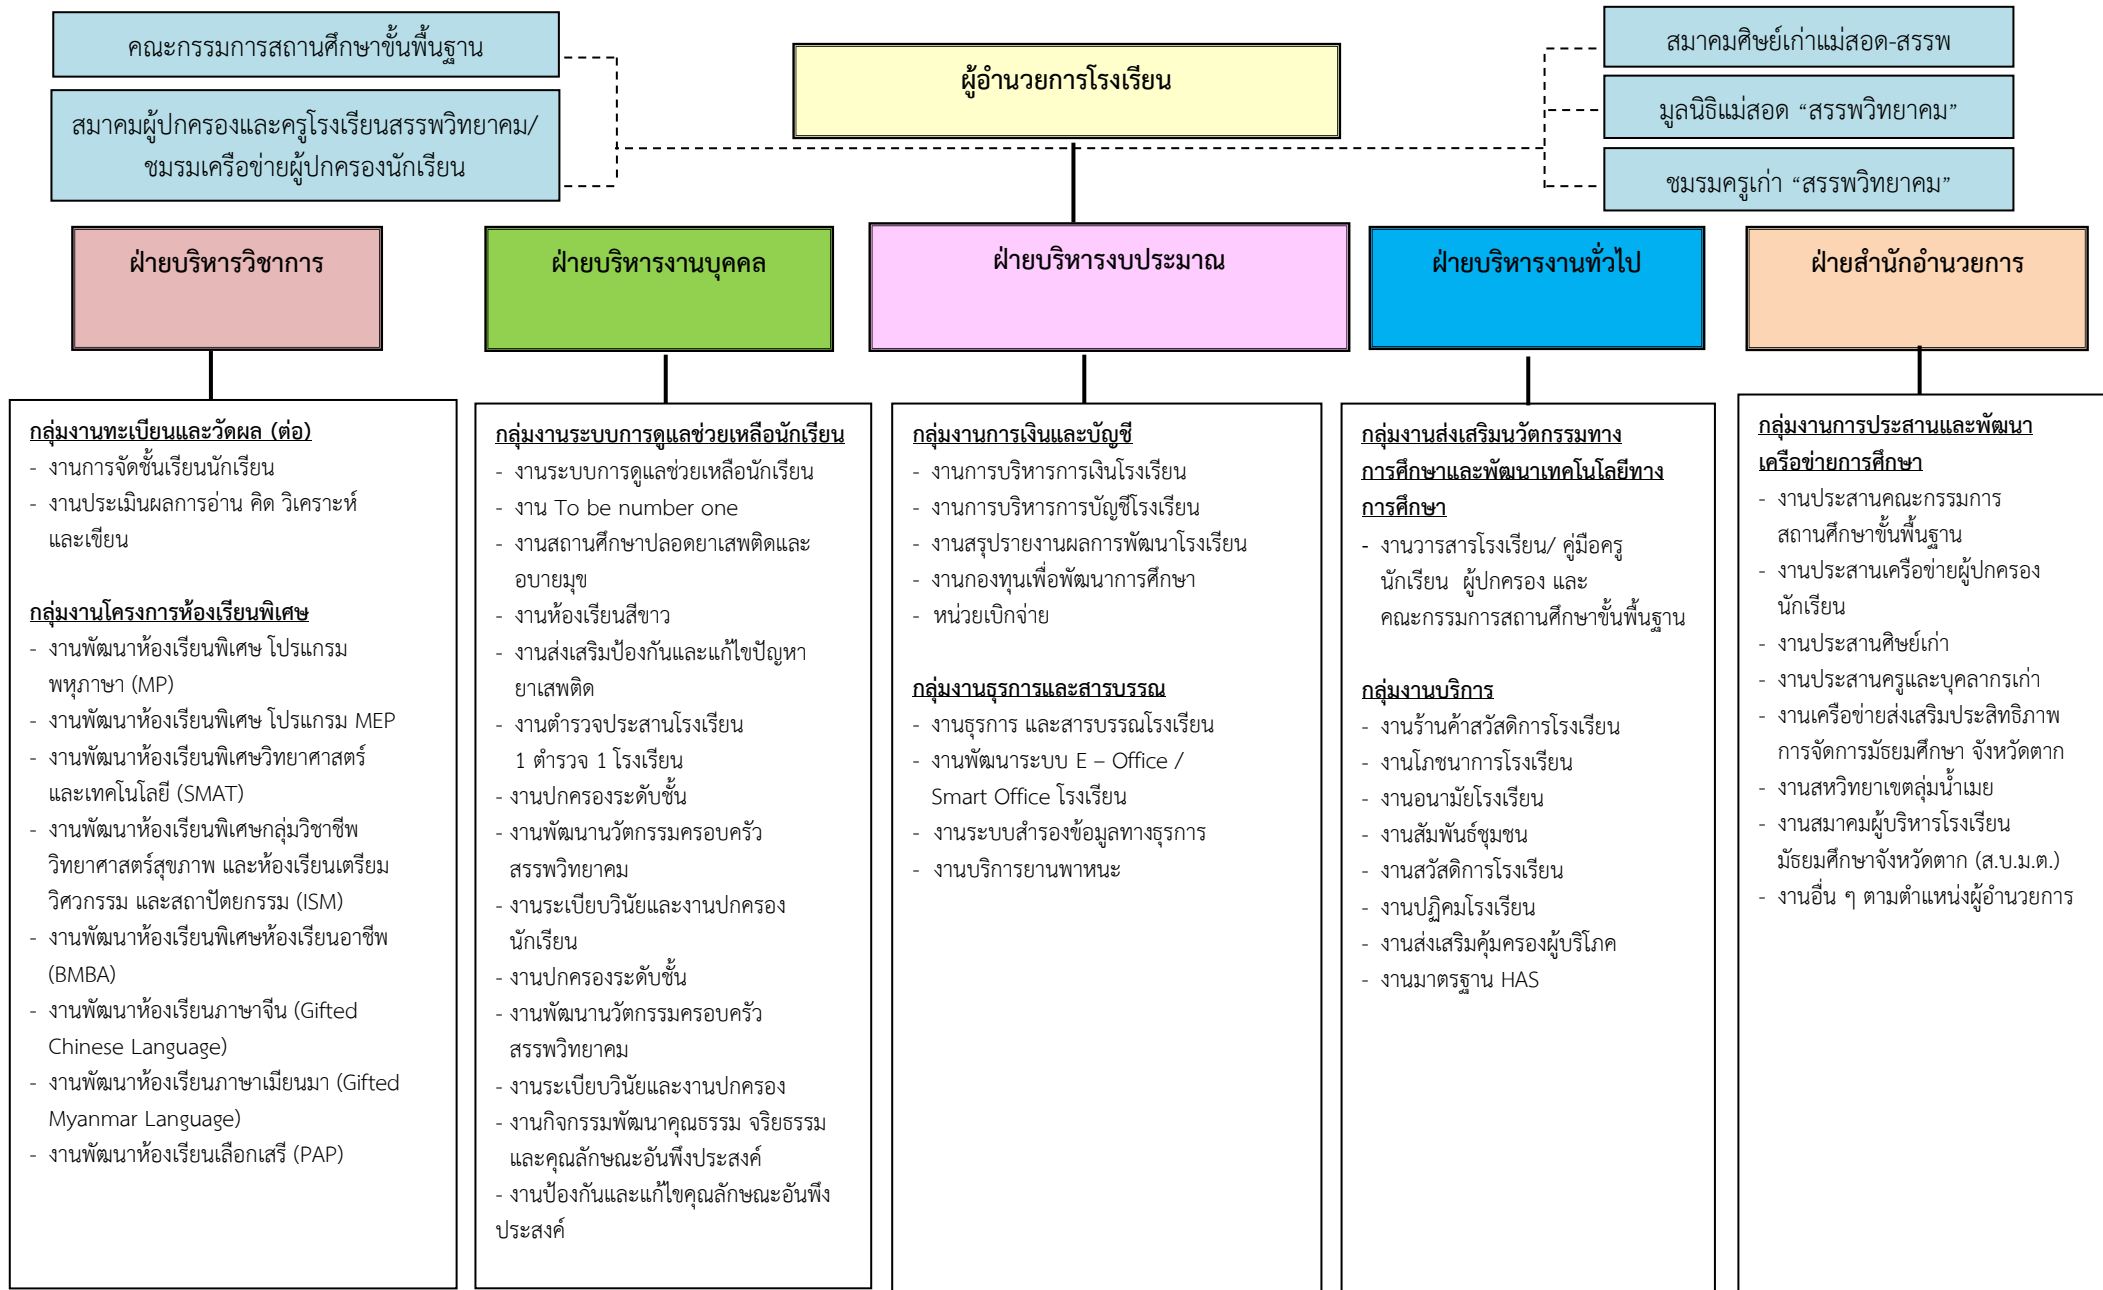 คณะกรรมการสถานศึกษาขั้นพื้นฐาน
สมาคมผู้ปกครองและครูโรงเรียนสรรพวิทยาคม/
ชมรมเครือข่ายผู้ปกครองนักเรียน
ผู้อำนวยการโรงเรียน
สมาคมศิษย์เก่าแม่สอด-สรรพ
มูลนิธิแม่สอด “สรรพวิทยาคม”
ชมรมครูเก่า “สรรพวิทยาคม”
ฝ่ายบริหารวิชาการ
ฝ่ายบริหารงานบุคคล
ฝ่ายบริหารงบประมาณ
ฝ่ายบริหารงานทั่วไป
ฝ่ายสำนักอำนวยการ
กลุ่มงานทะเบียนและวัดผล (ต่อ)
- งานการจัดชั้นเรียนนักเรียน
- งานประเมินผลการอ่าน คิด วิเคราะห์
และเขียน
กลุ่มงานโครงการห้องเรียนพิเศษ
- งานพัฒนาห้องเรียนพิเศษ โปรแกรม
พหุภาษา (MP)
- งานพัฒนาห้องเรียนพิเศษ โปรแกรม MEP
- งานพัฒนาห้องเรียนพิเศษวิทยาศาสตร์
และเทคโนโลยี (SMAT)
- งานพัฒนาห้องเรียนพิเศษกลุ่มวิชาชีพ
วิทยาศาสตร์สุขภาพ และห้องเรียนเตรียม
วิศวกรรม และสถาปัตยกรรม (ISM)
- งานพัฒนาห้องเรียนพิเศษห้องเรียนอาชีพ
(BMBA)
- งานพัฒนาห้องเรียนภาษาจีน (Gifted
Chinese Language)
- งานพัฒนาห้องเรียนภาษาเมียนมา (Gifted
Myanmar Language)
- งานพัฒนาห้องเรียนเลือกเสรี (PAP)
กลุ่มงานระบบการดูแลช่วยเหลือนักเรียน
- งานระบบการดูแลช่วยเหลือนักเรียน
- งาน To be number one
- งานสถานศึกษาปลอดยาเสพติดและ
อบายมุข
- งานห้องเรียนสีขาว
- งานส่งเสริมป้องกันและแก้ไขปัญหา
ยาเสพติด
- งานตำรวจประสานโรงเรียน
1 ตำรวจ 1 โรงเรียน
- งานปกครองระดับชั้น
- งานพัฒนานวัตกรรมครอบครัว
สรรพวิทยาคม
- งานระเบียบวินัยและงานปกครอง
นักเรียน
- งานปกครองระดับชั้น
- งานพัฒนานวัตกรรมครอบครัว
สรรพวิทยาคม
- งานระเบียบวินัยและงานปกครอง
- งานกิจกรรมพัฒนาคุณธรรม จริยธรรม
และคุณลักษณะอันพึงประสงค์
- งานป้องกันและแก้ไขคุณลักษณะอันพึง
ประสงค์
กลุ่มงานการเงินและบัญชี
- งานการบริหารการเงินโรงเรียน
- งานการบริหารการบัญชีโรงเรียน
- งานสรุปรายงานผลการพัฒนาโรงเรียน
- งานกองทุนเพื่อพัฒนาการศึกษา
- หน่วยเบิกจ่าย
กลุ่มงานธุรการและสารบรรณ
- งานธุรการ และสารบรรณโรงเรียน
- งานพัฒนาระบบ E – Office /
Smart Office โรงเรียน
- งานระบบสำรองข้อมูลทางธุรการ
- งานบริการยานพาหนะ
กลุ่มงานส่งเสริมนวัตกรรมทาง
การศึกษาและพัฒนาเทคโนโลยีทาง
การศึกษา
- งานวารสารโรงเรียน/ คู่มือครู
นักเรียน ผู้ปกครอง และ
คณะกรรมการสถานศึกษาขั้นพื้นฐาน
กลุ่มงานบริการ
- งานร้านค้าสวัสดิการโรงเรียน
- งานโภชนาการโรงเรียน
- งานอนามัยโรงเรียน
- งานสัมพันธ์ชุมชน
- งานสวัสดิการโรงเรียน
- งานปฏิคมโรงเรียน
- งานส่งเสริมคุ้มครองผู้บริโภค
- งานมาตรฐาน HAS
กลุ่มงานการประสานและพัฒนา
เครือข่ายการศึกษา
- งานประสานคณะกรรมการ
สถานศึกษาขั้นพื้นฐาน
- งานประสานเครือข่ายผู้ปกครอง
นักเรียน
- งานประสานศิษย์เก่า
- งานประสานครูและบุคลากรเก่า
- งานเครือข่ายส่งเสริมประสิทธิภาพ
การจัดการมัธยมศึกษา จังหวัดตาก
- งานสหวิทยาเขตลุ่มน้ำเมย
- งานสมาคมผู้บริหารโรงเรียน
มัธยมศึกษาจังหวัดตาก (ส.บ.ม.ต.)
- งานอื่น ๆ ตามตำแหน่งผู้อำนวยการ